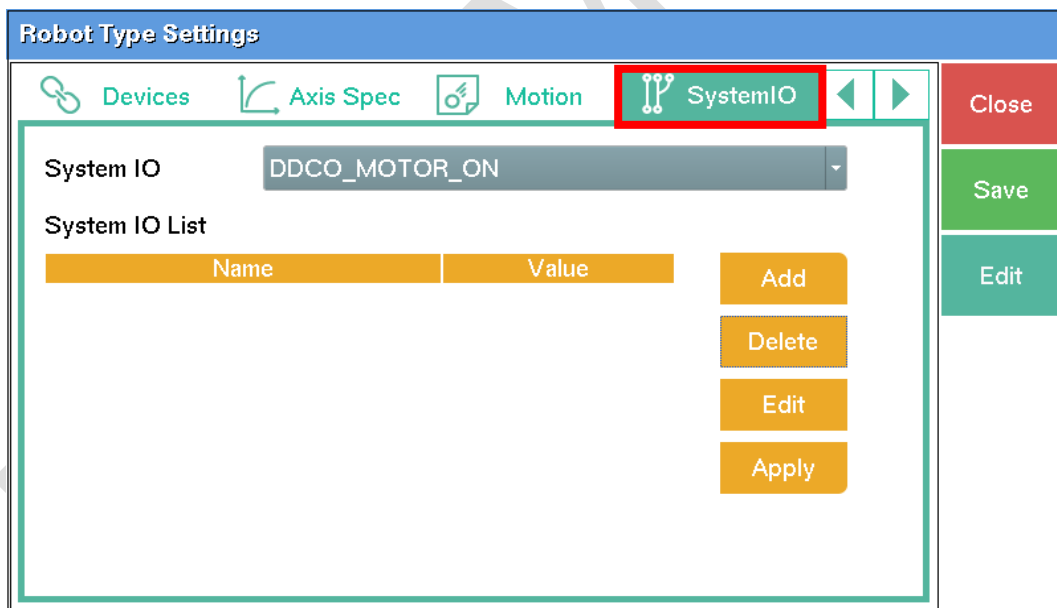 Robot Type Settings
Devices Axis Spec Motion SystemIO
Close
System IO DDCO_MOTOR_ON
Save
System IO List
Name Value
Add
Edit
Delete
Edit
Apply